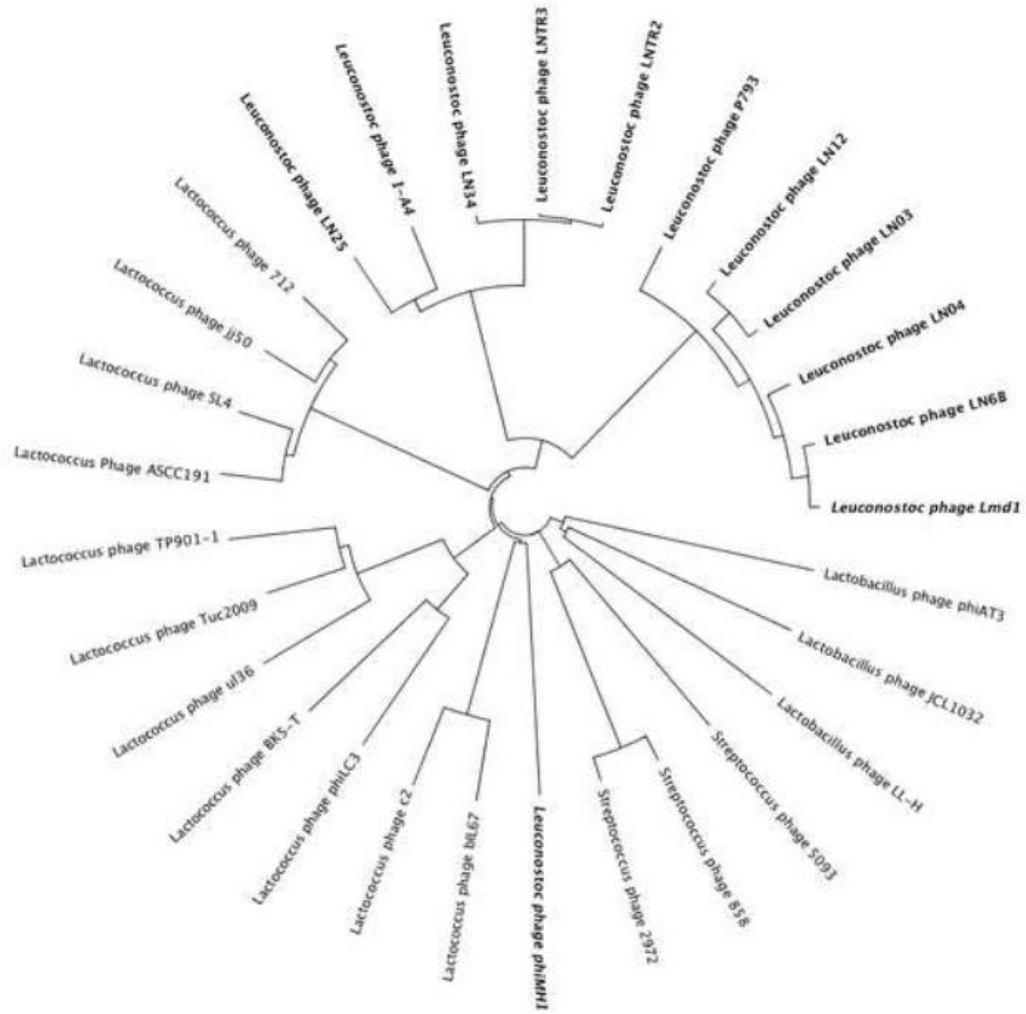 Leuconostoc phage LNTR3
Leuconostoc phage LNTR2
Leuconostoc phage P793
Leuconostoc phage LN12
Leuconostoc phage LN03
Leuconostoc phage LN04
Leuconostoc phage LN6B
Leuconostoc phage Lmd1
Lactobacillus phage phiAT3
Lactobacillus phage JCL1032
Lactobacillus phage LL-H
Streptococcus phage 5093
Streptococcus phage 858
Streptococcus phage 2972
Leuconostoc phage phiMH1
Lactococcus phage bIL67
Lactococcus phage c2
Lactococcus phage phiLC3
Lactococcus phage BK5-T
Lactococcus phage ul36
Lactococcus phage Tuc2009
Lactococcus phage TP901-1
Lactococcus Phage ASCC191
Lactococcus phage SL4
Lactococcus phage jj50
Lactococcus phage 712
Leuconostoc phage LN25
Leuconostoc phage 1-A4
Leuconostoc phage LN34